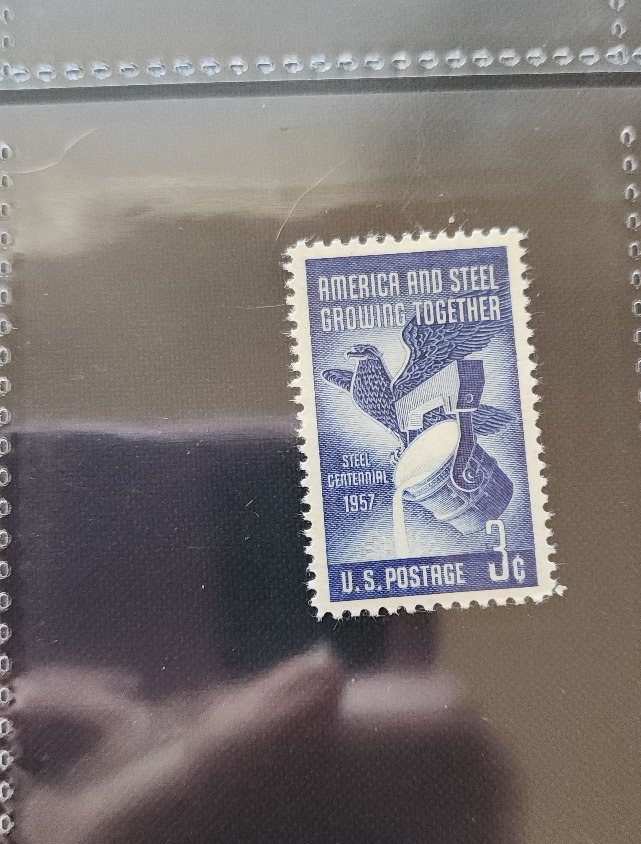 AMERICA AND STEEL
GROWING TOGETHER
STEEL
CENTENNIAL
1957
U.S. POSTAGE 3¢